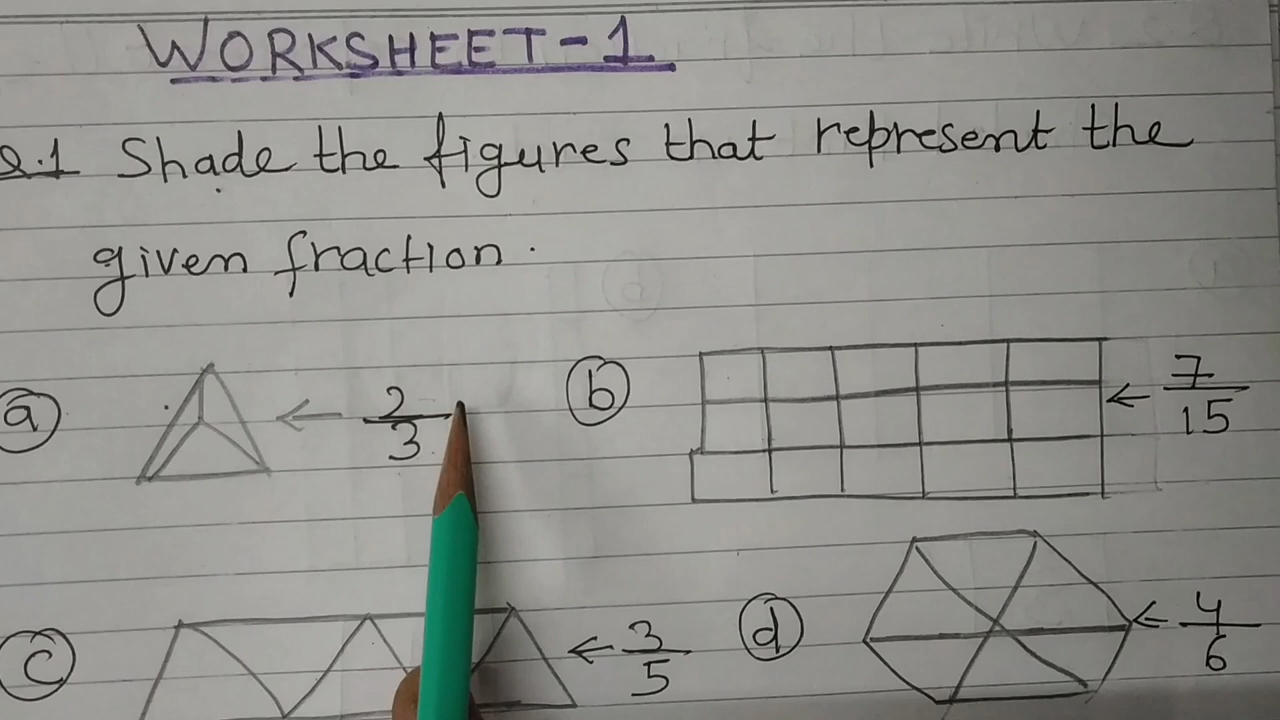 WORKSHEET-1
Q.1 Shade the figures that represent the
given fraction.
a ← 2/3
b ← 7/15
c ← 3/5
d ← 4/6